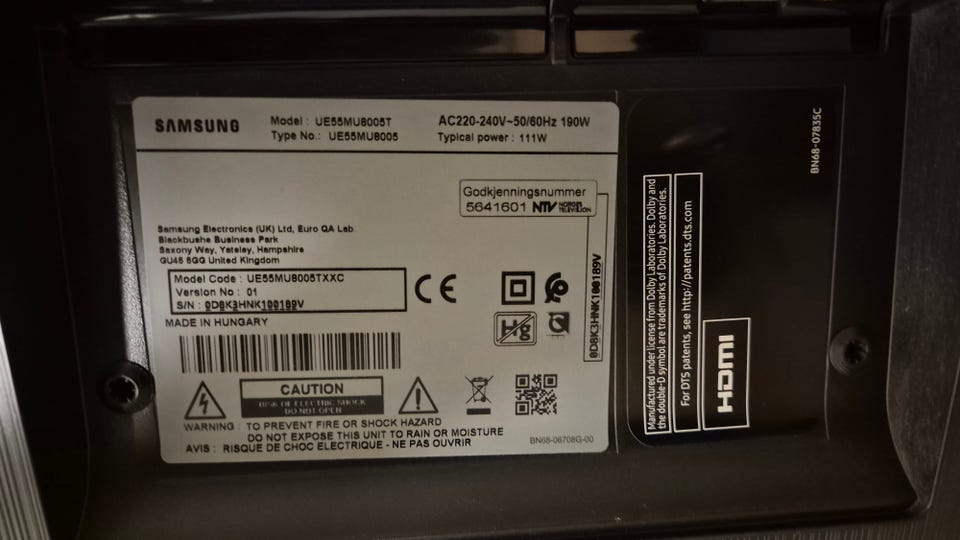 SAMSUNG
Model : UE55MU8005T
Type No.: UE55MU8005
AC220-240V~50/60Hz 190W
Typical power : 111W
Godkjenningsnummer
5641601 NTV NORGES TELEVISJON
Samsung Electronics (UK) Ltd, Euro QA Lab.
Blackbushe Business Park
Saxony Way, Yateley, Hampshire
GU46 6GG United Kingdom
Model Code : UE55MU8005TXXC
Version No : 01
S/N : 0D8K3HNK100189V
MADE IN HUNGARY
CE
Hg
0D8K3HNK100189V
CAUTION
RISK OF ELECTRIC SHOCK
DO NOT OPEN
WARNING : TO PREVENT FIRE OR SHOCK HAZARD
DO NOT EXPOSE THIS UNIT TO RAIN OR MOISTURE
AVIS : RISQUE DE CHOC ELECTRIQUE - NE PAS OUVRIR
BN68-06708G-00
Manufactured under license from Dolby Laboratories. Dolby and
the double-D symbol are trademarks of Dolby Laboratories.
For DTS patents, see http://patents.dts.com
HDMI
BN68-07835C